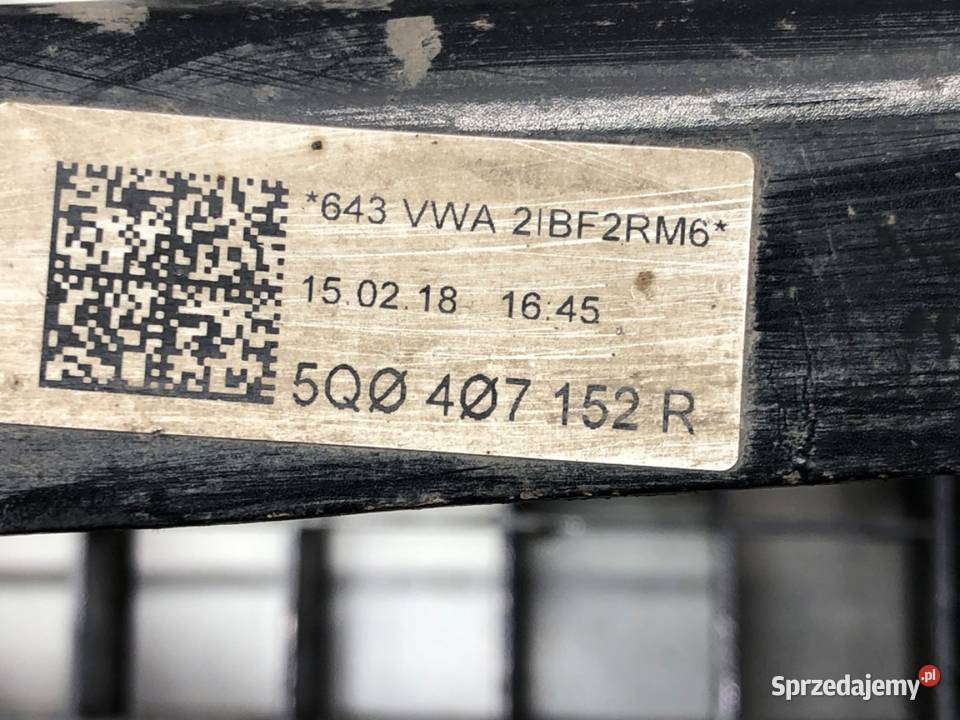 *643 VWA 2IBF2RM6*
15.02.18 16:45
5QØ 4Ø7 152 R
Sprzedajemy.pl